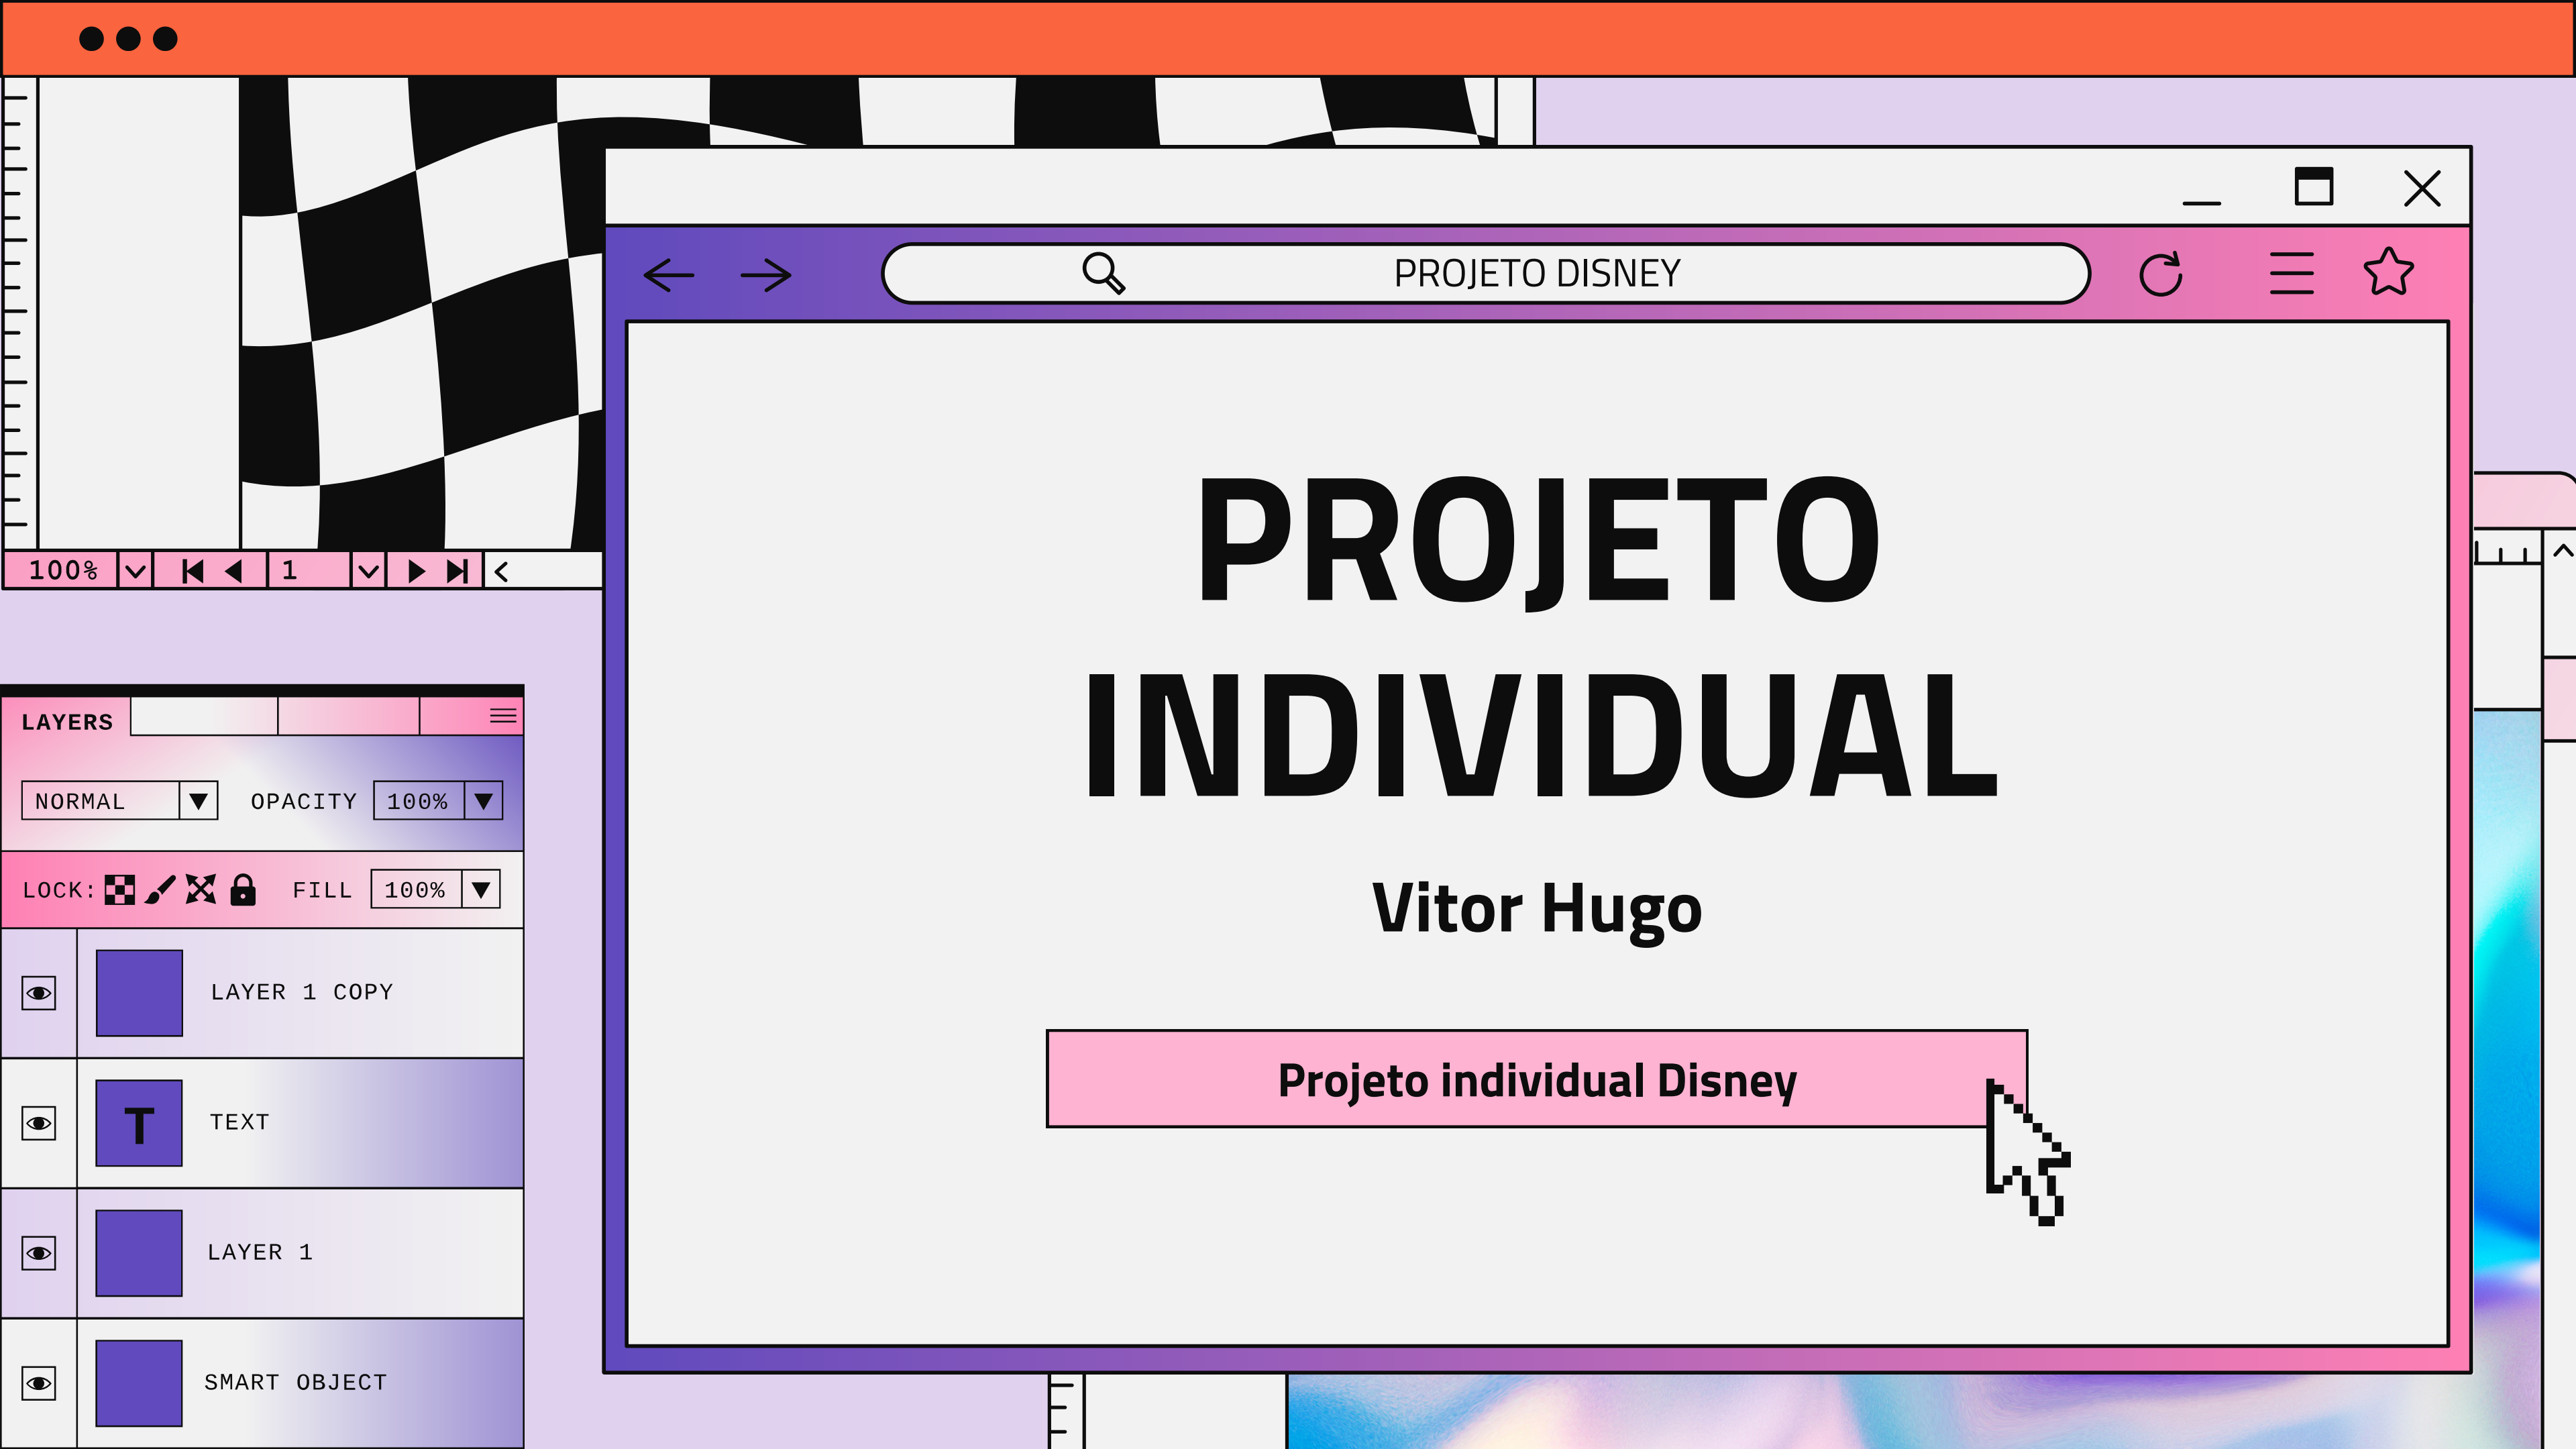 PROJETO DISNEY
PROJETO
INDIVIDUAL
Vitor Hugo
Projeto individual Disney
100%
1
LAYERS
NORMAL
OPACITY
100%
LOCK:
FILL
100%
LAYER 1 COPY
T
TEXT
LAYER 1
SMART OBJECT